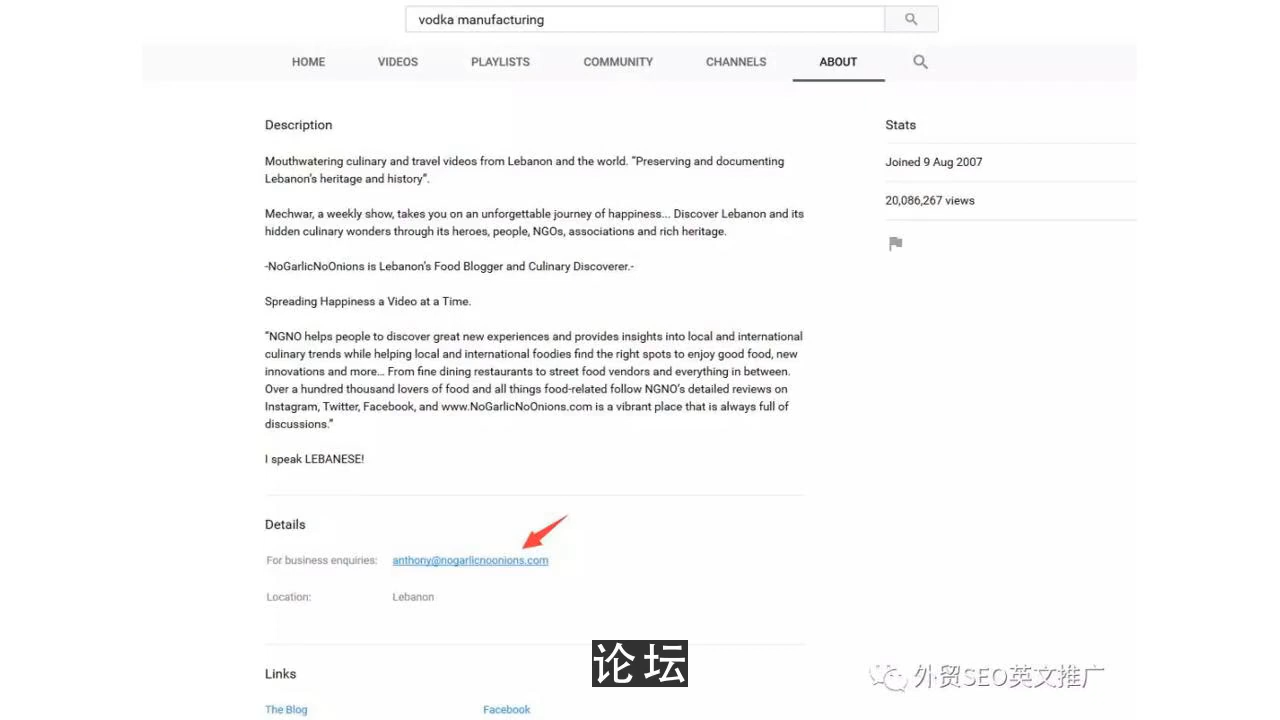 vodka manufacturing
HOME VIDEOS PLAYLISTS COMMUNITY CHANNELS ABOUT
Description
Mouthwatering culinary and travel videos from Lebanon and the world. “Preserving and documenting
Lebanon’s heritage and history”.
Mechwar, a weekly show, takes you on an unforgettable journey of happiness... Discover Lebanon and its
hidden culinary wonders through its heroes, people, NGOs, associations and rich heritage.
-NoGarlicNoOnions is Lebanon’s Food Blogger and Culinary Discoverer.-
Spreading Happiness a Video at a Time.
“NGNO helps people to discover great new experiences and provides insights into local and international
culinary trends while helping local and international foodies find the right spots to enjoy good food, new
innovations and more… From fine dining restaurants to street food vendors and everything in between.
Over a hundred thousand lovers of food and all things food-related follow NGNO’s detailed reviews on
Instagram, Twitter, Facebook, and www.NoGarlicNoOnions.com is a vibrant place that is always full of
discussions.”
I speak LEBANESE!
Stats
Joined 9 Aug 2007
20,086,267 views
Details
For business enquiries: anthony@nogarlicnoonions.com
Location: Lebanon
Links
The Blog Facebook
论坛
外贸SEO英文推广